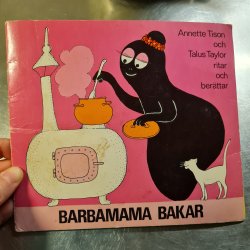 Annette Tison
och
Talus Taylor
ritar
och
berättar
BARBAMAMA BAKAR